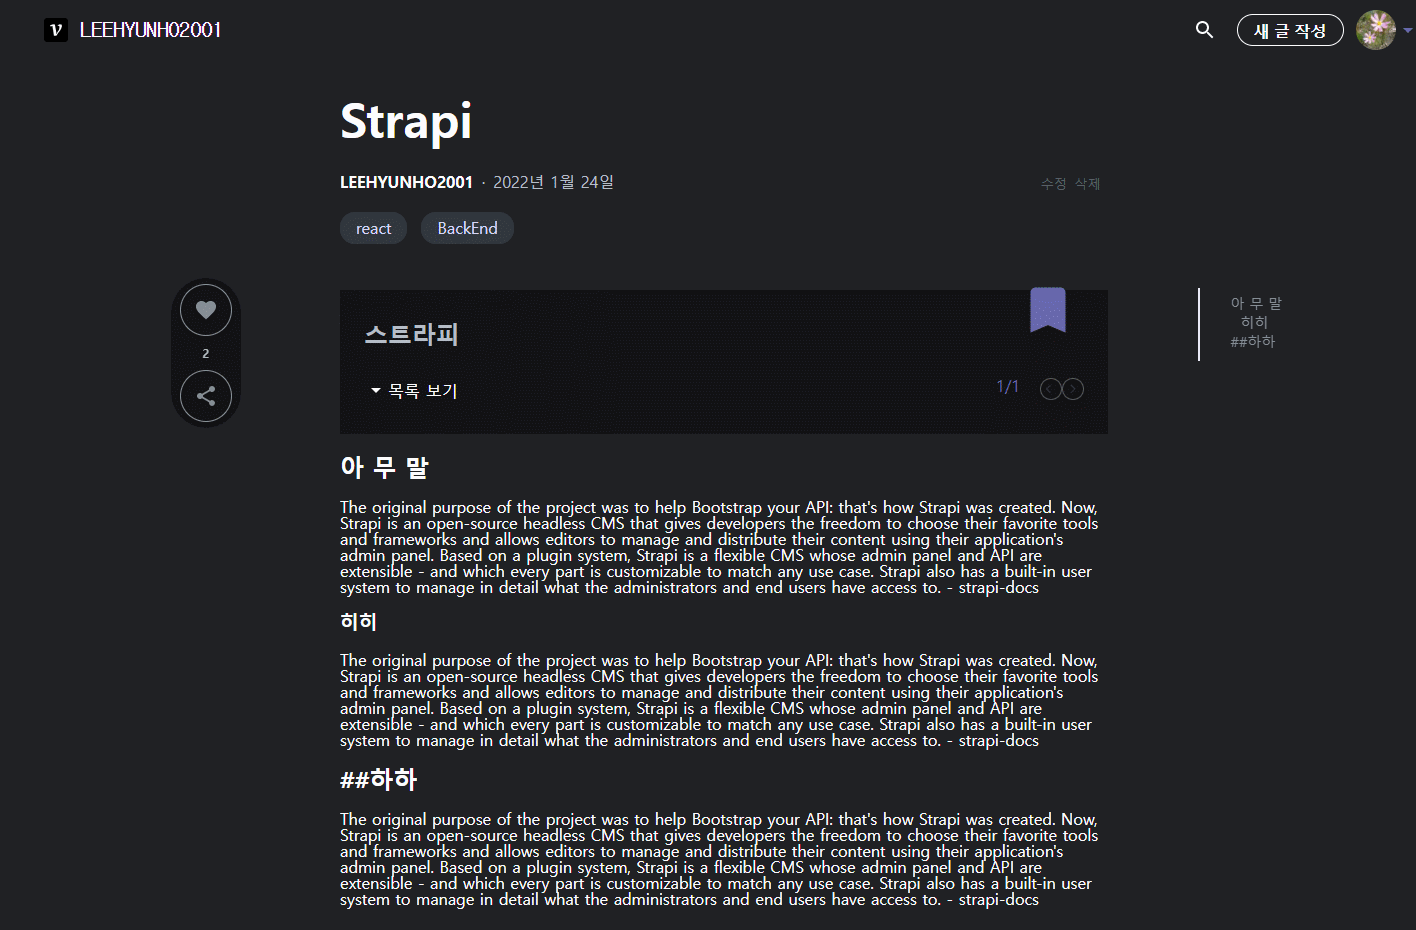 v LEEHYUNHO2001
새 글 작성
Strapi
LEEHYUNHO2001 · 2022년 1월 24일
수정 삭제
react BackEnd
2
스트라피
목록 보기
1/1
아 무 말
히히
##하하
아 무 말
The original purpose of the project was to help Bootstrap your API: that's how Strapi was created. Now,
Strapi is an open-source headless CMS that gives developers the freedom to choose their favorite tools
and frameworks and allows editors to manage and distribute their content using their application's
admin panel. Based on a plugin system, Strapi is a flexible CMS whose admin panel and API are
extensible - and which every part is customizable to match any use case. Strapi also has a built-in user
system to manage in detail what the administrators and end users have access to. - strapi-docs
히히
The original purpose of the project was to help Bootstrap your API: that's how Strapi was created. Now,
Strapi is an open-source headless CMS that gives developers the freedom to choose their favorite tools
and frameworks and allows editors to manage and distribute their content using their application's
admin panel. Based on a plugin system, Strapi is a flexible CMS whose admin panel and API are
extensible - and which every part is customizable to match any use case. Strapi also has a built-in user
system to manage in detail what the administrators and end users have access to. - strapi-docs
##하하
The original purpose of the project was to help Bootstrap your API: that's how Strapi was created. Now,
Strapi is an open-source headless CMS that gives developers the freedom to choose their favorite tools
and frameworks and allows editors to manage and distribute their content using their application's
admin panel. Based on a plugin system, Strapi is a flexible CMS whose admin panel and API are
extensible - and which every part is customizable to match any use case. Strapi also has a built-in user
system to manage in detail what the administrators and end users have access to. - strapi-docs